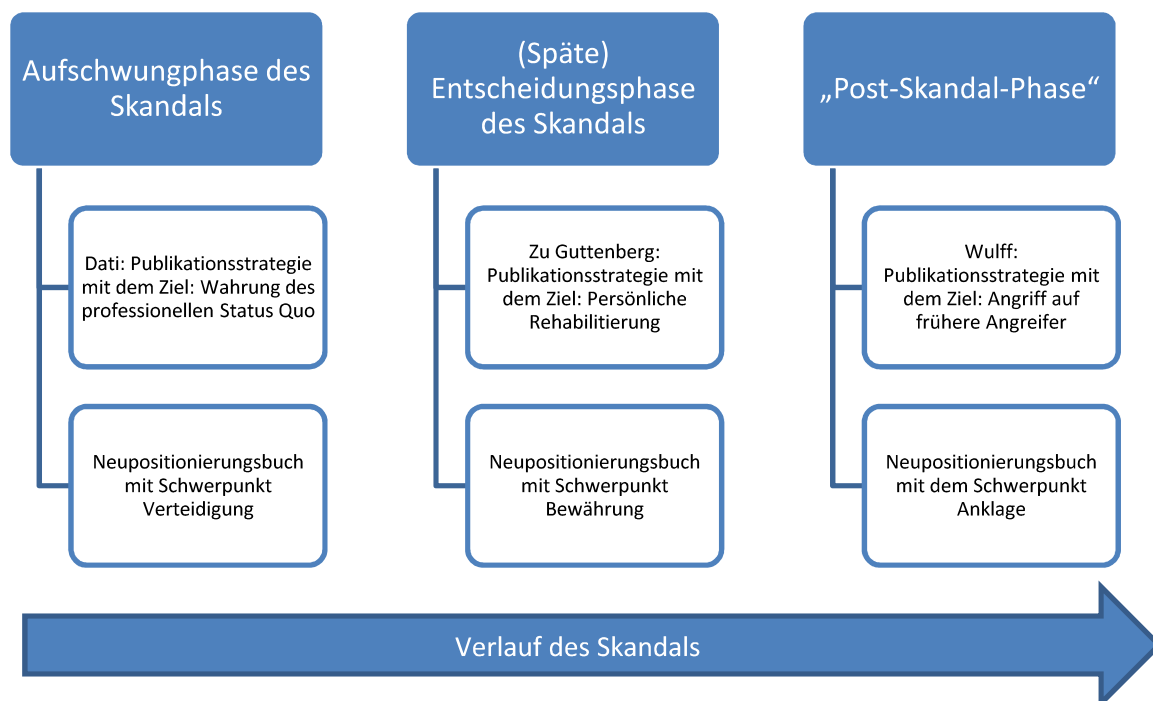 Aufschwungphase des
Skandals
Dati: Publikationsstrategie
mit dem Ziel: Wahrung des
professionellen Status Quo
Neupositionierungsbuch
mit Schwerpunkt
Verteidigung
(Späte)
Entscheidungsphase
des Skandals
Zu Guttenberg:
Publikationsstrategie mit
dem Ziel: Persönliche
Rehabilitierung
Neupositionierungsbuch
mit Schwerpunkt
Bewährung
„Post-Skandal-Phase“
Wulff:
Publikationsstrategie mit
dem Ziel: Angriff auf
frühere Angreifer
Neupositionierungsbuch
mit dem Schwerpunkt
Anklage
Verlauf des Skandals